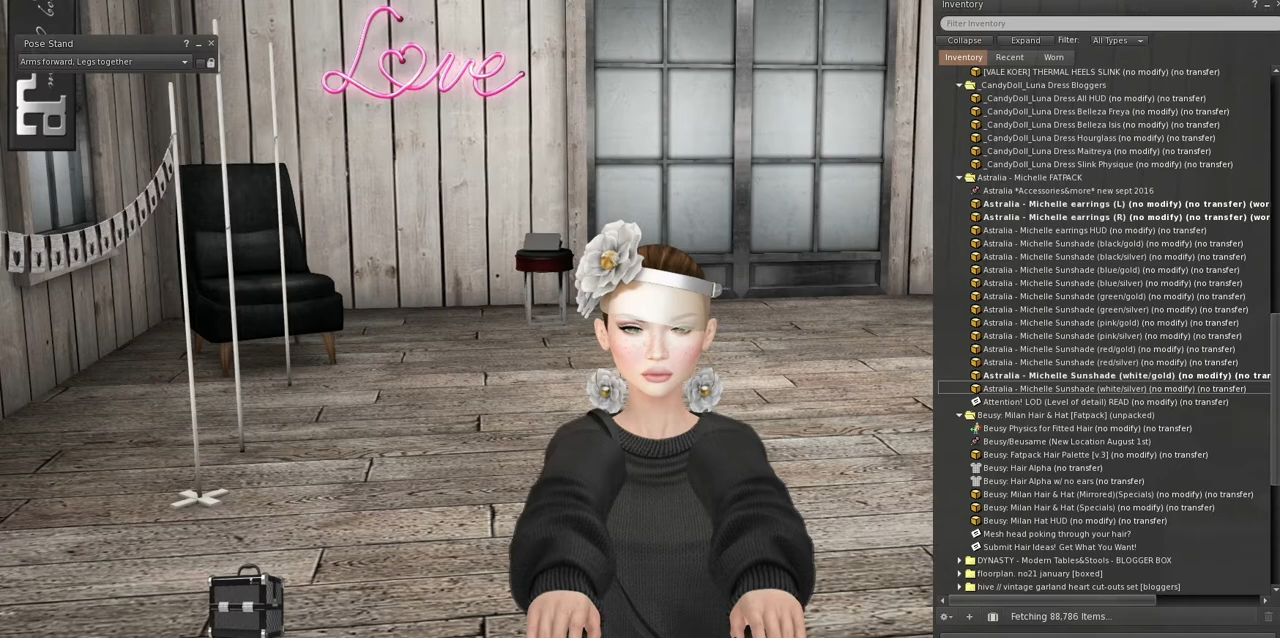 Inventory
Pose Stand
Arms forward, Legs together
Love
Filter Inventory
Collapse Expand Filter: All Types
Inventory Recent Worn
[VALE KOER] THERMAL HEELS SLINK (no modify) (no transfer)
_CandyDoll_Luna Dress Bloggers
_CandyDoll_Luna Dress All HUD (no modify) (no transfer)
_CandyDoll_Luna Dress Belleza Freya (no modify) (no transfer)
_CandyDoll_Luna Dress Belleza Isis (no modify) (no transfer)
_CandyDoll_Luna Dress Hourglass (no modify) (no transfer)
_CandyDoll_Luna Dress Maitreya (no modify) (no transfer)
_CandyDoll_Luna Dress Slink Physique (no modify) (no transfer)
Astralia - Michelle FATPACK
Astralia *Accessories&more* new sept 2016
Astralia - Michelle earrings (L) (no modify) (no transfer) (wor
Astralia - Michelle earrings (R) (no modify) (no transfer) (wor
Astralia - Michelle earrings HUD (no modify) (no transfer)
Astralia - Michelle Sunshade (black/gold) (no modify) (no transfer)
Astralia - Michelle Sunshade (black/silver) (no modify) (no transfer)
Astralia - Michelle Sunshade (blue/gold) (no modify) (no transfer)
Astralia - Michelle Sunshade (blue/silver) (no modify) (no transfer)
Astralia - Michelle Sunshade (green/gold) (no modify) (no transfer)
Astralia - Michelle Sunshade (green/silver) (no modify) (no transfer)
Astralia - Michelle Sunshade (pink/gold) (no modify) (no transfer)
Astralia - Michelle Sunshade (pink/silver) (no modify) (no transfer)
Astralia - Michelle Sunshade (red/gold) (no modify) (no transfer)
Astralia - Michelle Sunshade (red/silver) (no modify) (no transfer)
Astralia - Michelle Sunshade (white/gold) (no modify) (no trar
Astralia - Michelle Sunshade (white/silver) (no modify) (no transfer)
Attention! LOD (Level of detail) READ (no modify) (no transfer)
Beusy: Milan Hair & Hat [Fatpack] (unpacked)
Beusy Physics for Fitted Hair (no modify) (no transfer)
Beusy/Beusame (New Location August 1st)
Beusy: Fatpack Hair Palette [v.3] (no modify) (no transfer)
Beusy: Hair Alpha (no transfer)
Beusy: Hair Alpha w/ no ears (no transfer)
Beusy: Milan Hair & Hat (Mirrored)(Specials) (no modify) (no transfer)
Beusy: Milan Hair & Hat (Specials) (no modify) (no transfer)
Beusy: Milan Hat HUD (no modify) (no transfer)
Mesh head poking through your hair?
Submit Hair Ideas! Get What You Want!
DYNASTY - Modern Tables&Stools - BLOGGER BOX
floorplan. no21 january [boxed]
hive // vintage garland heart cut-outs set [bloggers]
Fetching 88,786 Items...